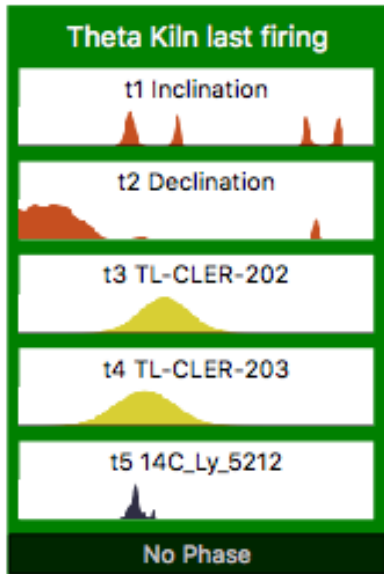 Theta Kiln last firing
t1 Inclination
t2 Declination
t3 TL-CLER-202
t4 TL-CLER-203
t5 14C_Ly_5212
No Phase